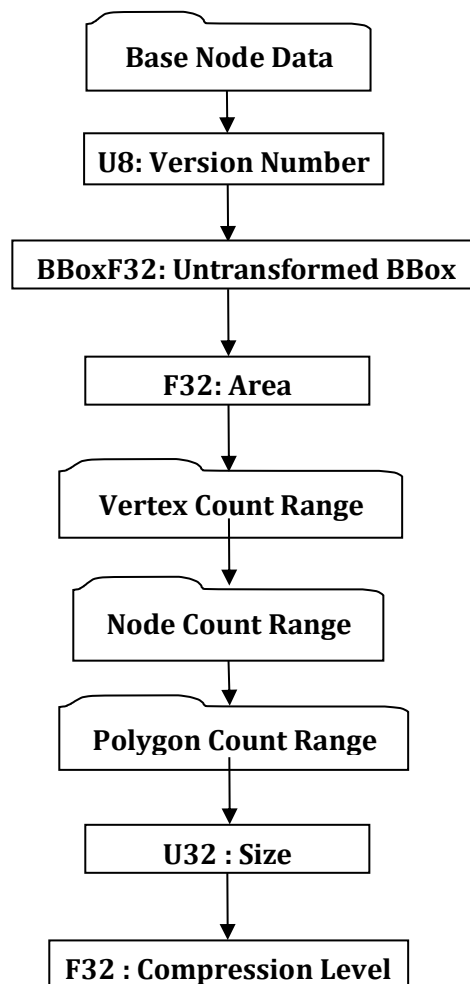 Base Node Data
U8: Version Number
BBoxF32: Untransformed BBox
F32: Area
Vertex Count Range
Node Count Range
Polygon Count Range
U32 : Size
F32 : Compression Level